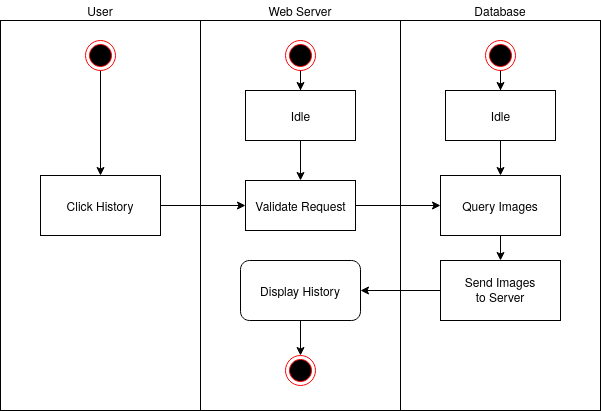 User
Web Server
Database
Idle
Idle
Click History
Validate Request
Query Images
Display History
Send Images
to Server